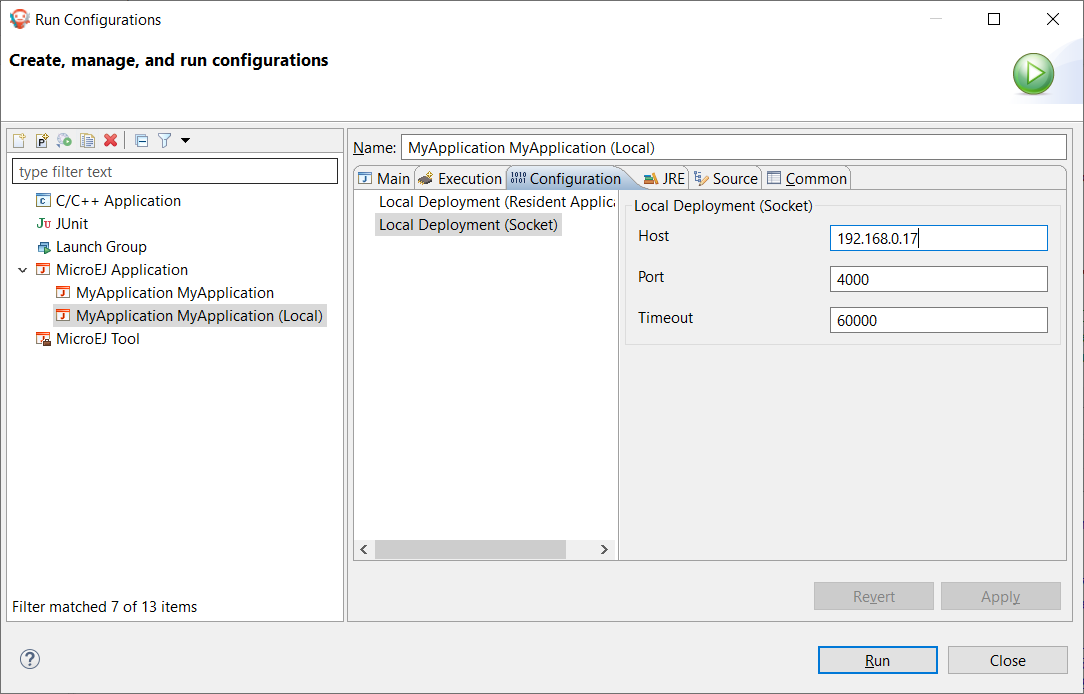 Run Configurations
Create, manage, and run configurations
type filter text
C/C++ Application
JUnit
Launch Group
MicroEJ Application
MyApplication MyApplication
MyApplication MyApplication (Local)
MicroEJ Tool
Filter matched 7 of 13 items
Name: MyApplication MyApplication (Local)
Main Execution Configuration JRE Source Common
Local Deployment (Resident Applic
Local Deployment (Socket)
Local Deployment (Socket)
Host 192.168.0.17
Port 4000
Timeout 60000
Revert Apply
Run Close